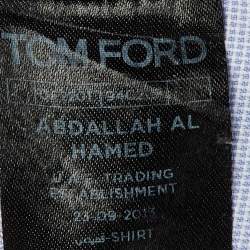 TOM FORD
ABDALLAH AL
HAMED
TRADING
ESTABLISHMENT
23-09-2013
قميص-SHIRT